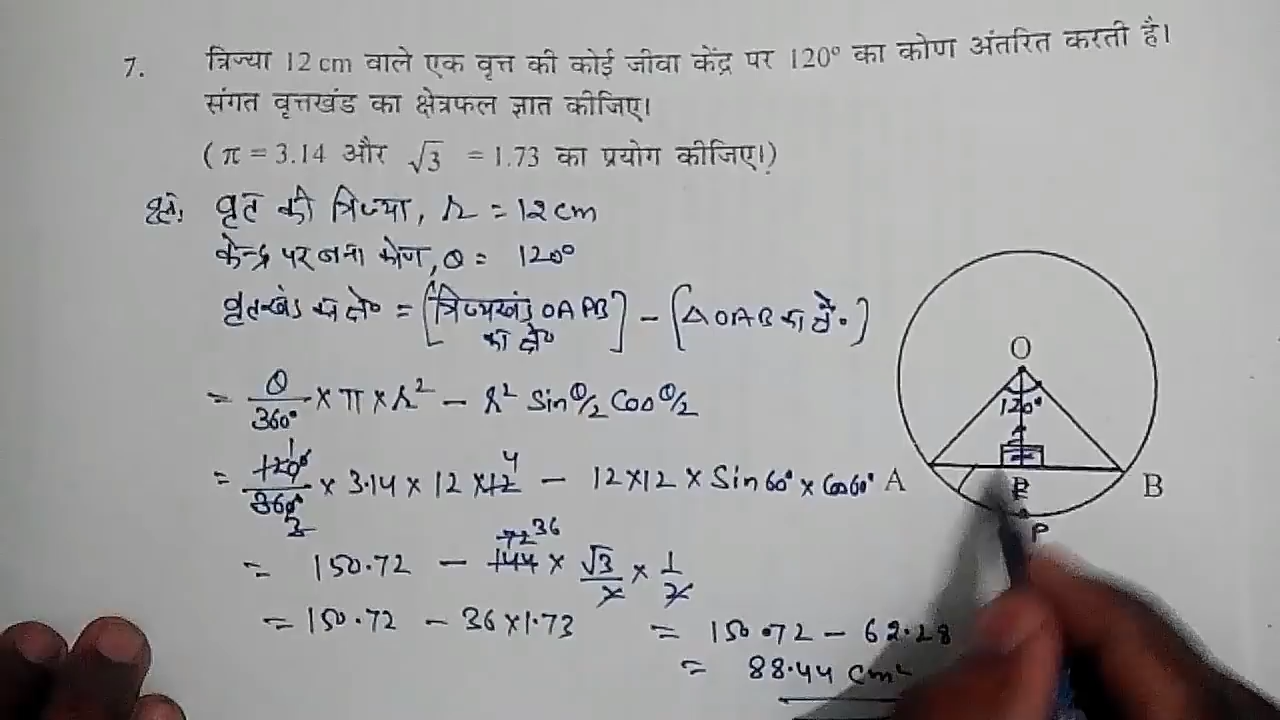 7. त्रिज्या 12 cm वाले एक वृत्त की कोई जीवा केंद्र पर 120° का कोण अंतरित करती है।
संगत वृत्तखंड का क्षेत्रफल ज्ञात कीजिए।
(π = 3.14 और √3 = 1.73 का प्रयोग कीजिए।)
वृत की त्रिज्या, r = 12 cm
केन्द्र पर बना कोण, θ = 120°
वृतखंड का क्षे० = [त्रिज्यखंड OAPB का क्षे०] - [△OAB का क्षे०]
= θ/360° × π × r² - r² Sin θ/2 Cos θ/2
= 120°/360° × 3.14 × 12 × 12 - 12 × 12 × Sin 60° × Cos 60°
= 150.72 - 144 × √3/2 × 1/2
= 150.72 - 36 × 1.73
= 150.72 - 62.28
= 88.44 cm²
O
120°
A
B
P